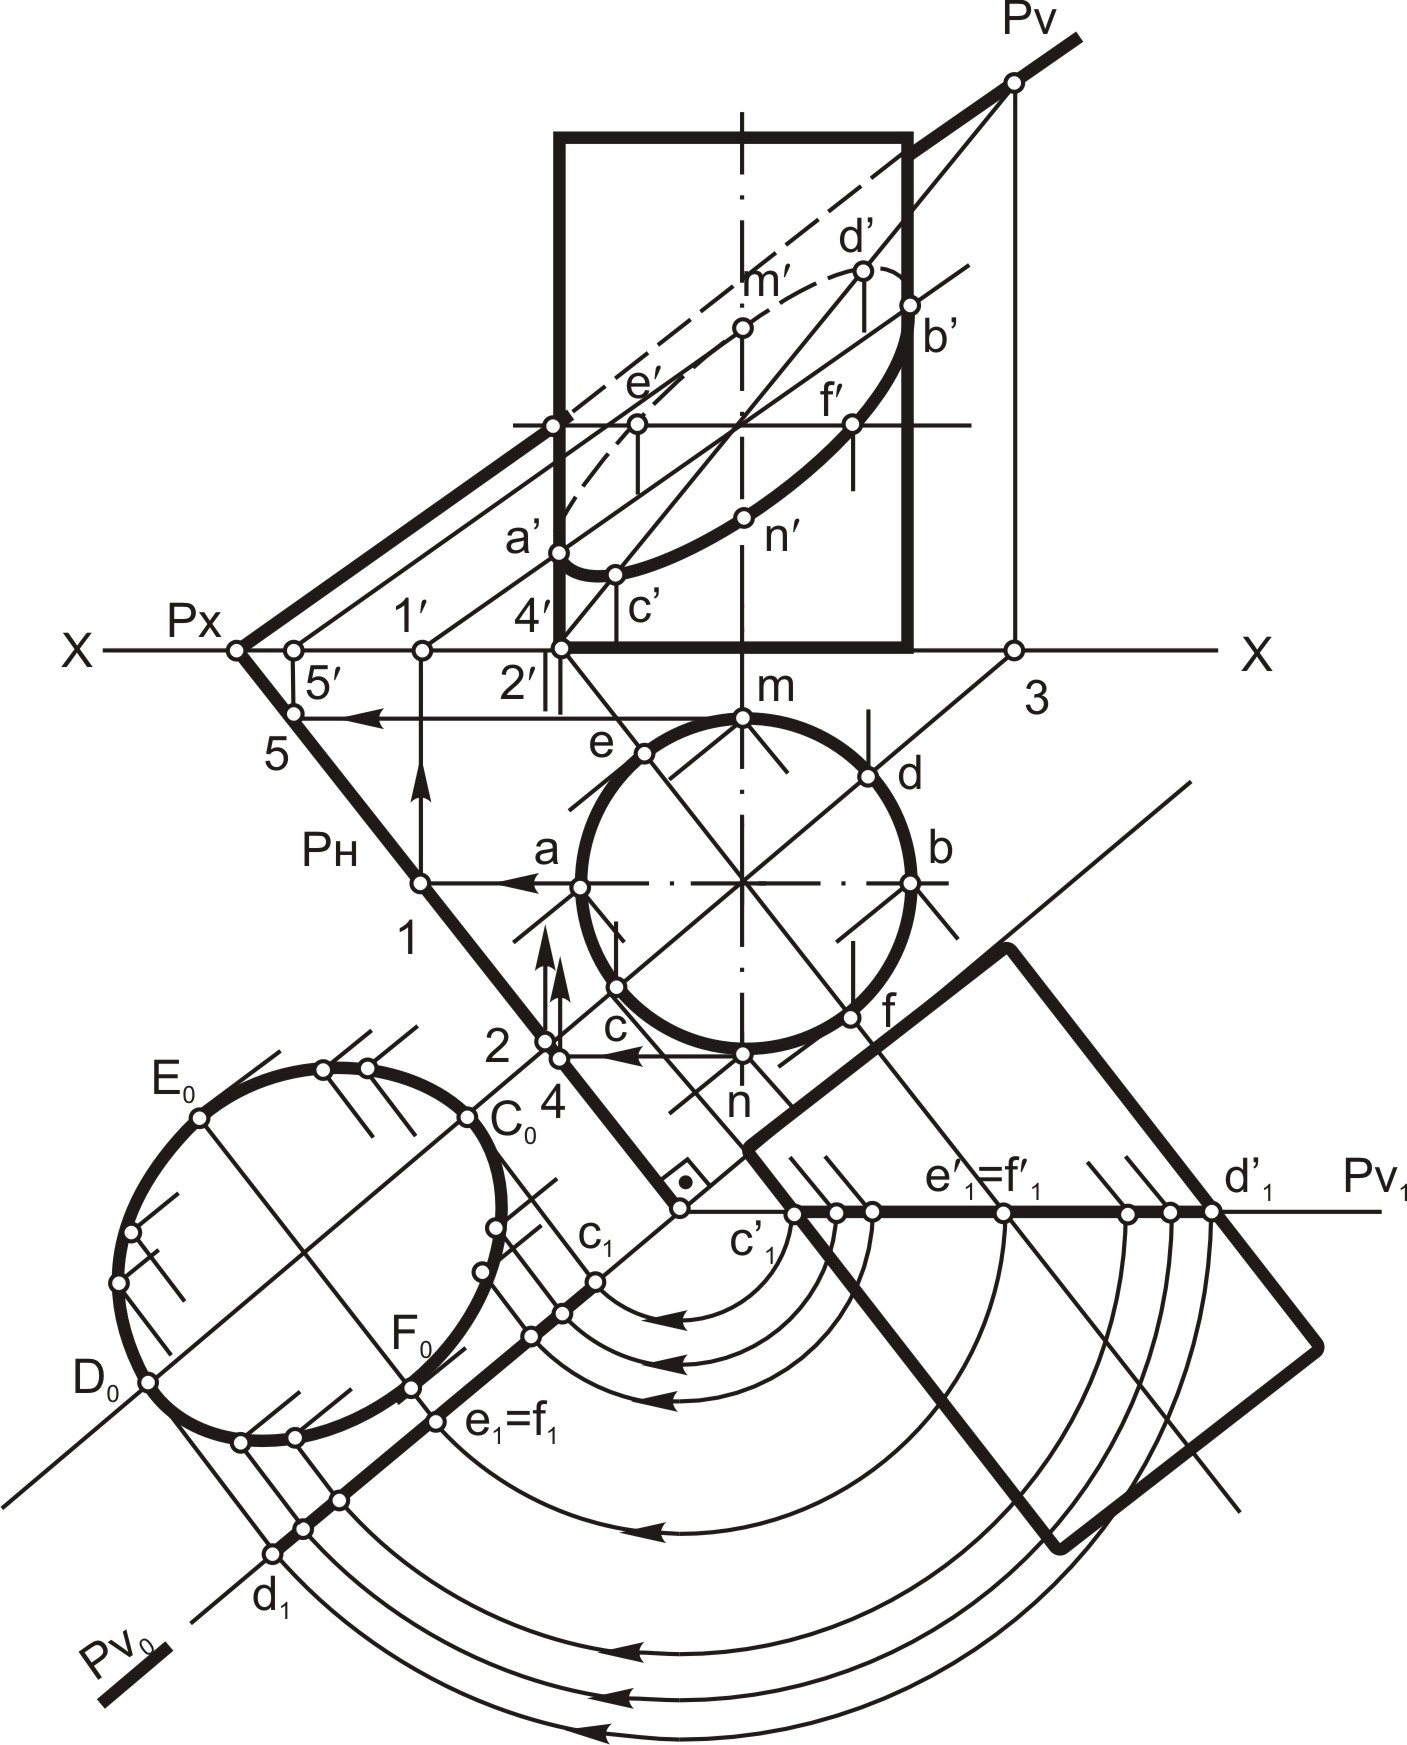 Pv
d’
m′
b’
e′
f′
a’
n′
c’
Px
1′
4′
X
X
5′
2′
m
3
5
e
d
Pн
a
b
1
c
f
2
E₀
4
C₀
n
e′₁=f′₁
d’₁
Pv₁
c₁
c’₁
F₀
D₀
e₁=f₁
d₁
Pv₀